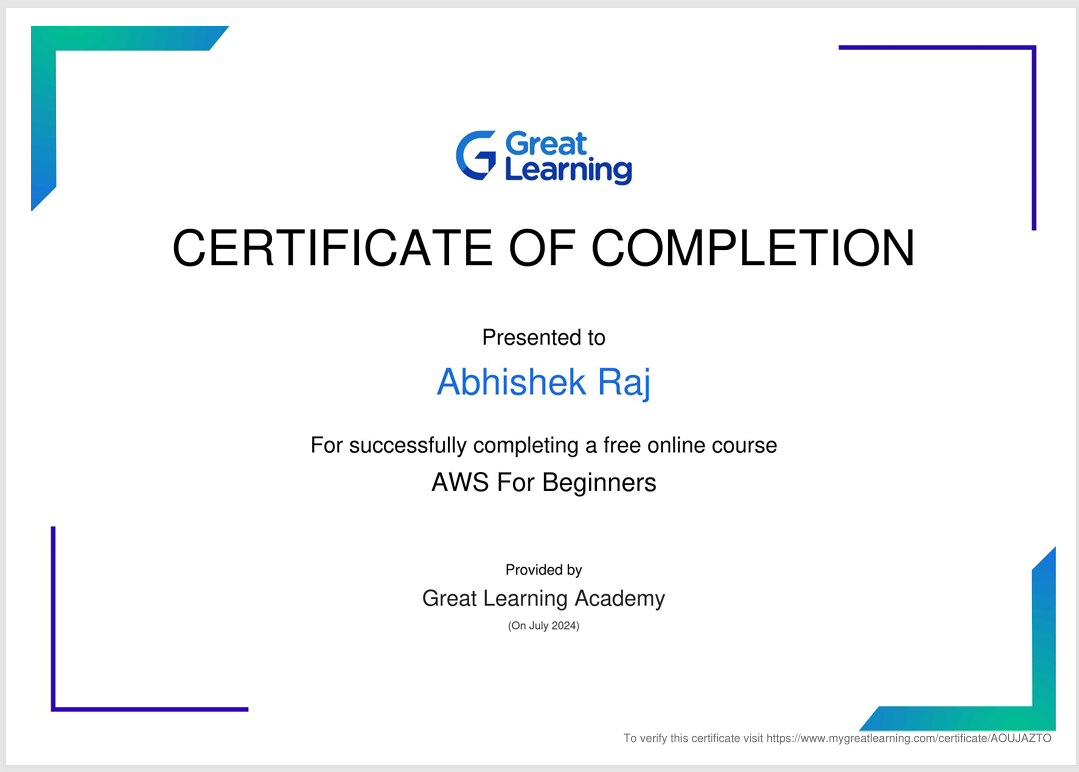 Great
Learning
CERTIFICATE OF COMPLETION
Presented to
Abhishek Raj
For successfully completing a free online course
AWS For Beginners
Provided by
Great Learning Academy
(On July 2024)
To verify this certificate visit https://www.mygreatlearning.com/certificate/AOUJAZTO